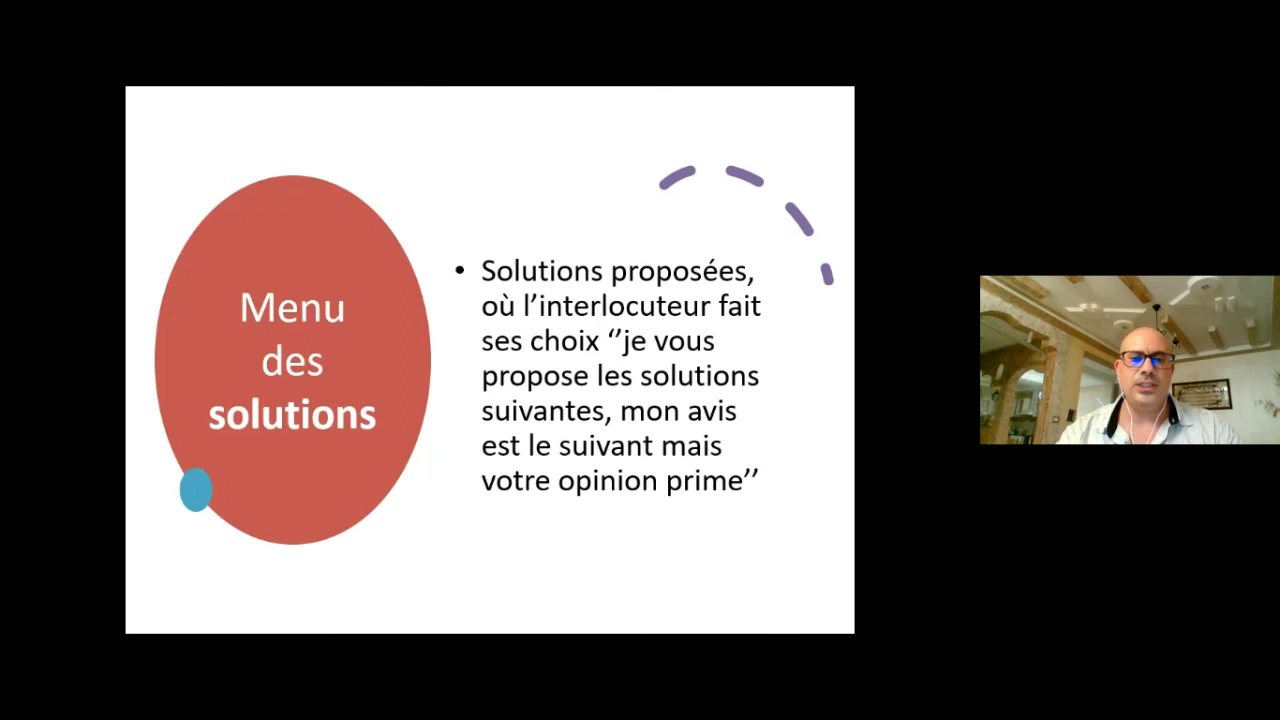 Menu
des
solutions
• Solutions proposées,
où l’interlocuteur fait
ses choix ‘’je vous
propose les solutions
suivantes, mon avis
est le suivant mais
votre opinion prime’’